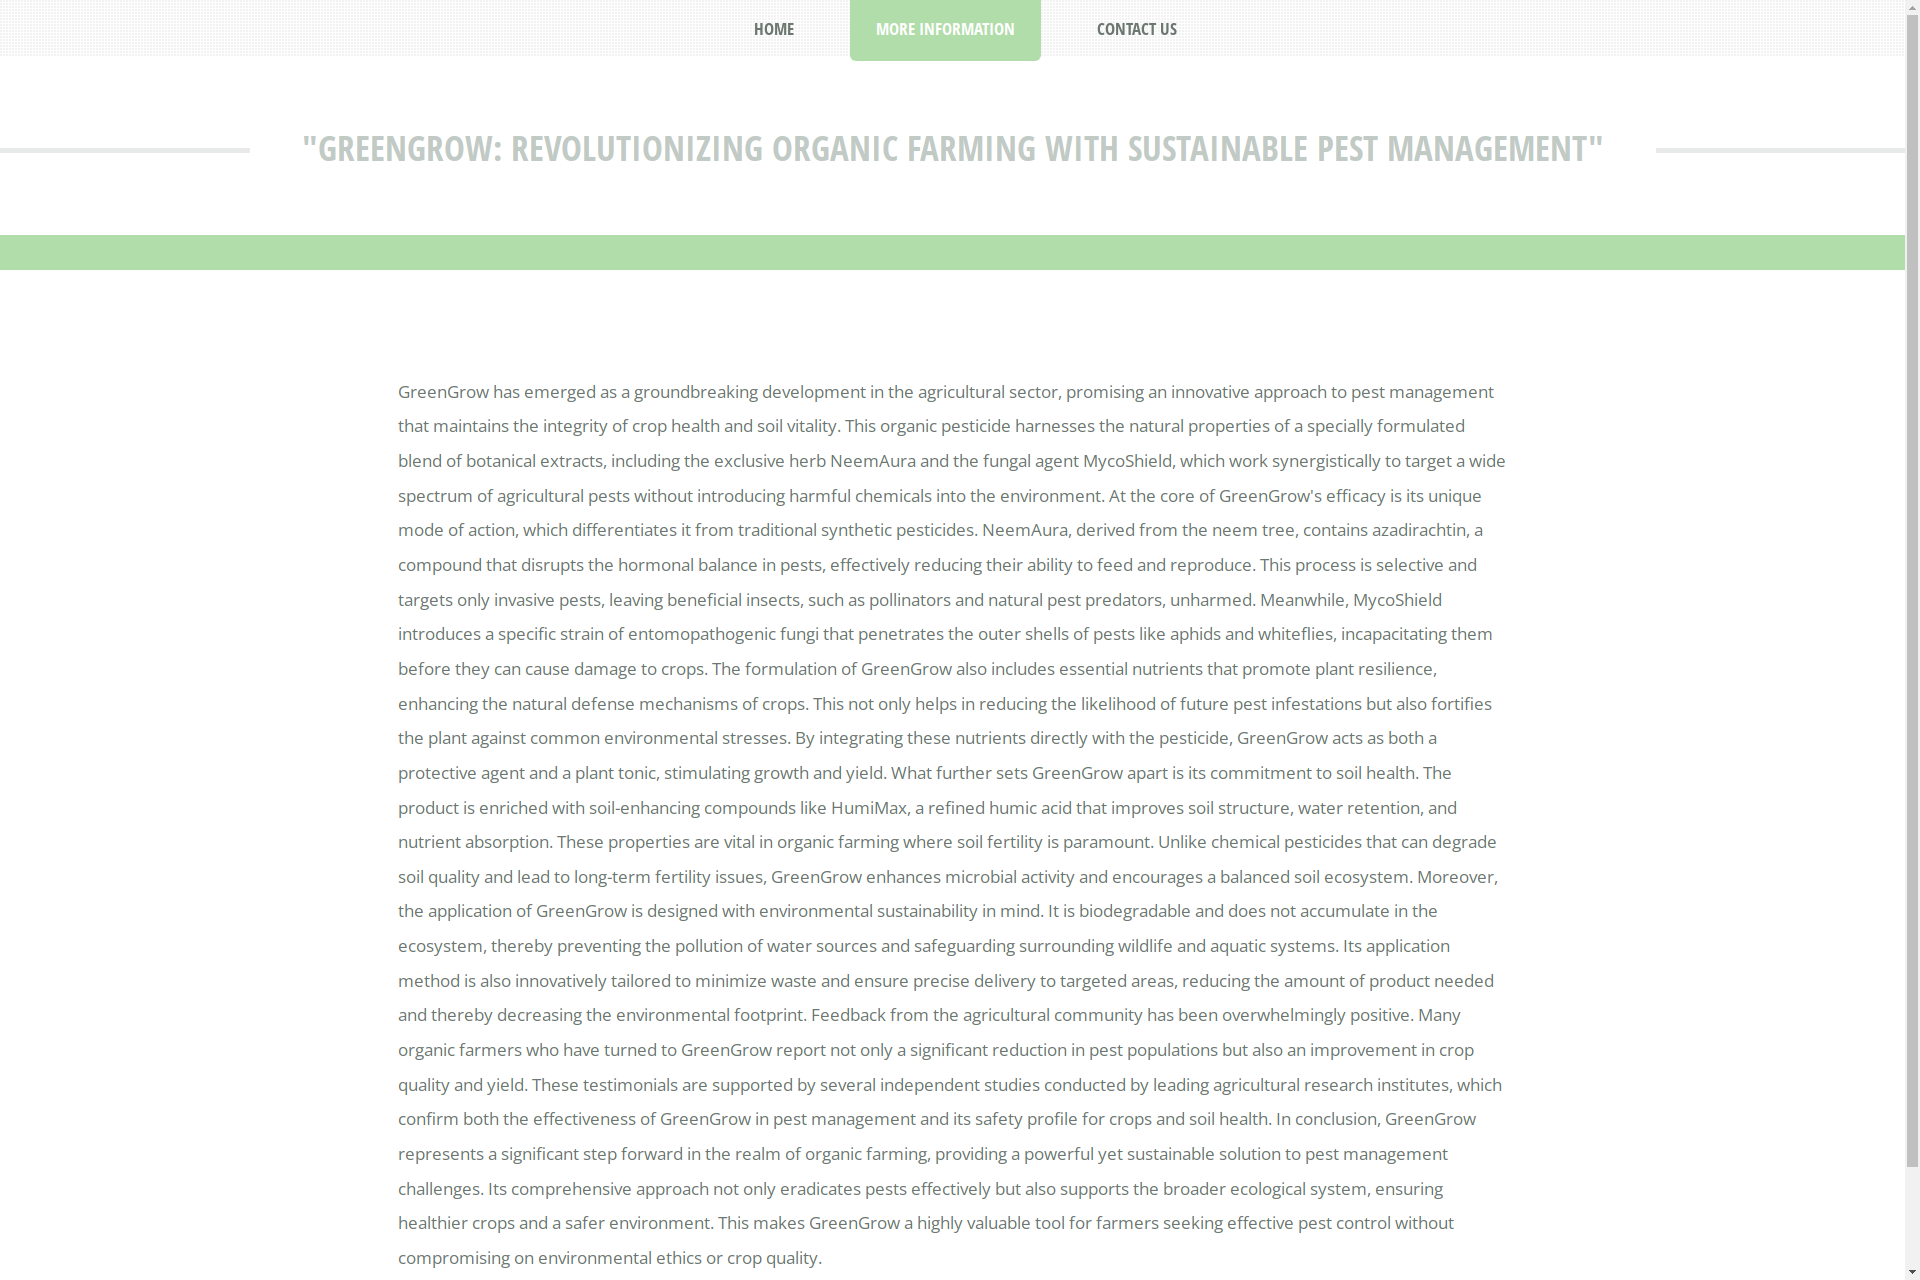 HOME
MORE INFORMATION
CONTACT US
"GREENGROW: REVOLUTIONIZING ORGANIC FARMING WITH SUSTAINABLE PEST MANAGEMENT"
GreenGrow has emerged as a groundbreaking development in the agricultural sector, promising an innovative approach to pest management
that maintains the integrity of crop health and soil vitality. This organic pesticide harnesses the natural properties of a specially formulated
blend of botanical extracts, including the exclusive herb NeemAura and the fungal agent MycoShield, which work synergistically to target a wide
spectrum of agricultural pests without introducing harmful chemicals into the environment. At the core of GreenGrow's efficacy is its unique
mode of action, which differentiates it from traditional synthetic pesticides. NeemAura, derived from the neem tree, contains azadirachtin, a
compound that disrupts the hormonal balance in pests, effectively reducing their ability to feed and reproduce. This process is selective and
targets only invasive pests, leaving beneficial insects, such as pollinators and natural pest predators, unharmed. Meanwhile, MycoShield
introduces a specific strain of entomopathogenic fungi that penetrates the outer shells of pests like aphids and whiteflies, incapacitating them
before they can cause damage to crops. The formulation of GreenGrow also includes essential nutrients that promote plant resilience,
enhancing the natural defense mechanisms of crops. This not only helps in reducing the likelihood of future pest infestations but also fortifies
the plant against common environmental stresses. By integrating these nutrients directly with the pesticide, GreenGrow acts as both a
protective agent and a plant tonic, stimulating growth and yield. What further sets GreenGrow apart is its commitment to soil health. The
product is enriched with soil-enhancing compounds like HumiMax, a refined humic acid that improves soil structure, water retention, and
nutrient absorption. These properties are vital in organic farming where soil fertility is paramount. Unlike chemical pesticides that can degrade
soil quality and lead to long-term fertility issues, GreenGrow enhances microbial activity and encourages a balanced soil ecosystem. Moreover,
the application of GreenGrow is designed with environmental sustainability in mind. It is biodegradable and does not accumulate in the
ecosystem, thereby preventing the pollution of water sources and safeguarding surrounding wildlife and aquatic systems. Its application
method is also innovatively tailored to minimize waste and ensure precise delivery to targeted areas, reducing the amount of product needed
and thereby decreasing the environmental footprint. Feedback from the agricultural community has been overwhelmingly positive. Many
organic farmers who have turned to GreenGrow report not only a significant reduction in pest populations but also an improvement in crop
quality and yield. These testimonials are supported by several independent studies conducted by leading agricultural research institutes, which
confirm both the effectiveness of GreenGrow in pest management and its safety profile for crops and soil health. In conclusion, GreenGrow
represents a significant step forward in the realm of organic farming, providing a powerful yet sustainable solution to pest management
challenges. Its comprehensive approach not only eradicates pests effectively but also supports the broader ecological system, ensuring
healthier crops and a safer environment. This makes GreenGrow a highly valuable tool for farmers seeking effective pest control without
compromising on environmental ethics or crop quality.